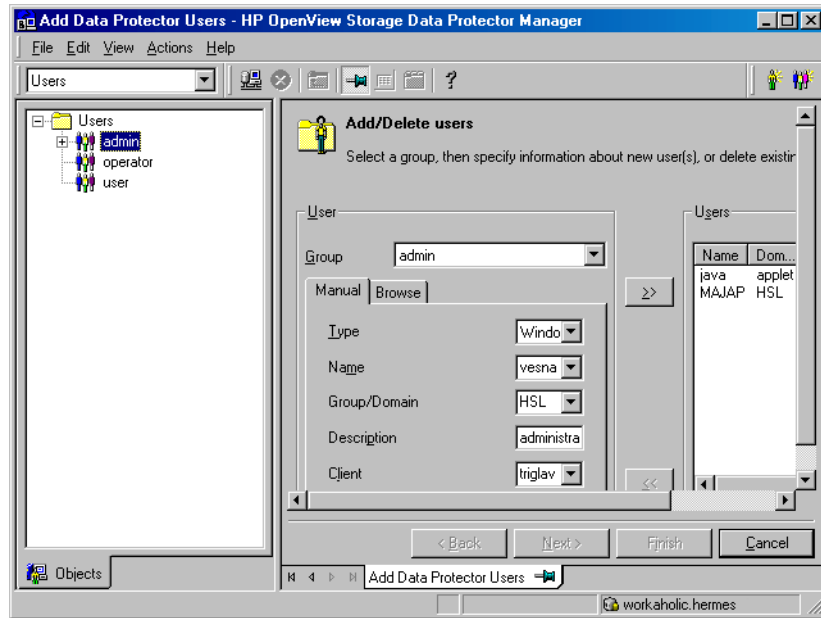 Add Data Protector Users - HP OpenView Storage Data Protector Manager
File Edit View Actions Help
Users
Users
admin
operator
user
Add/Delete users
Select a group, then specify information about new user(s), or delete existin
User
Group admin
Manual Browse
Type Windo
Name vesna
Group/Domain HSL
Description administra
Client triglav
>>
<<
Users
Name Dom...
java applet
MAJAP HSL
< Back Next > Finish Cancel
Objects
Add Data Protector Users
workaholic.hermes